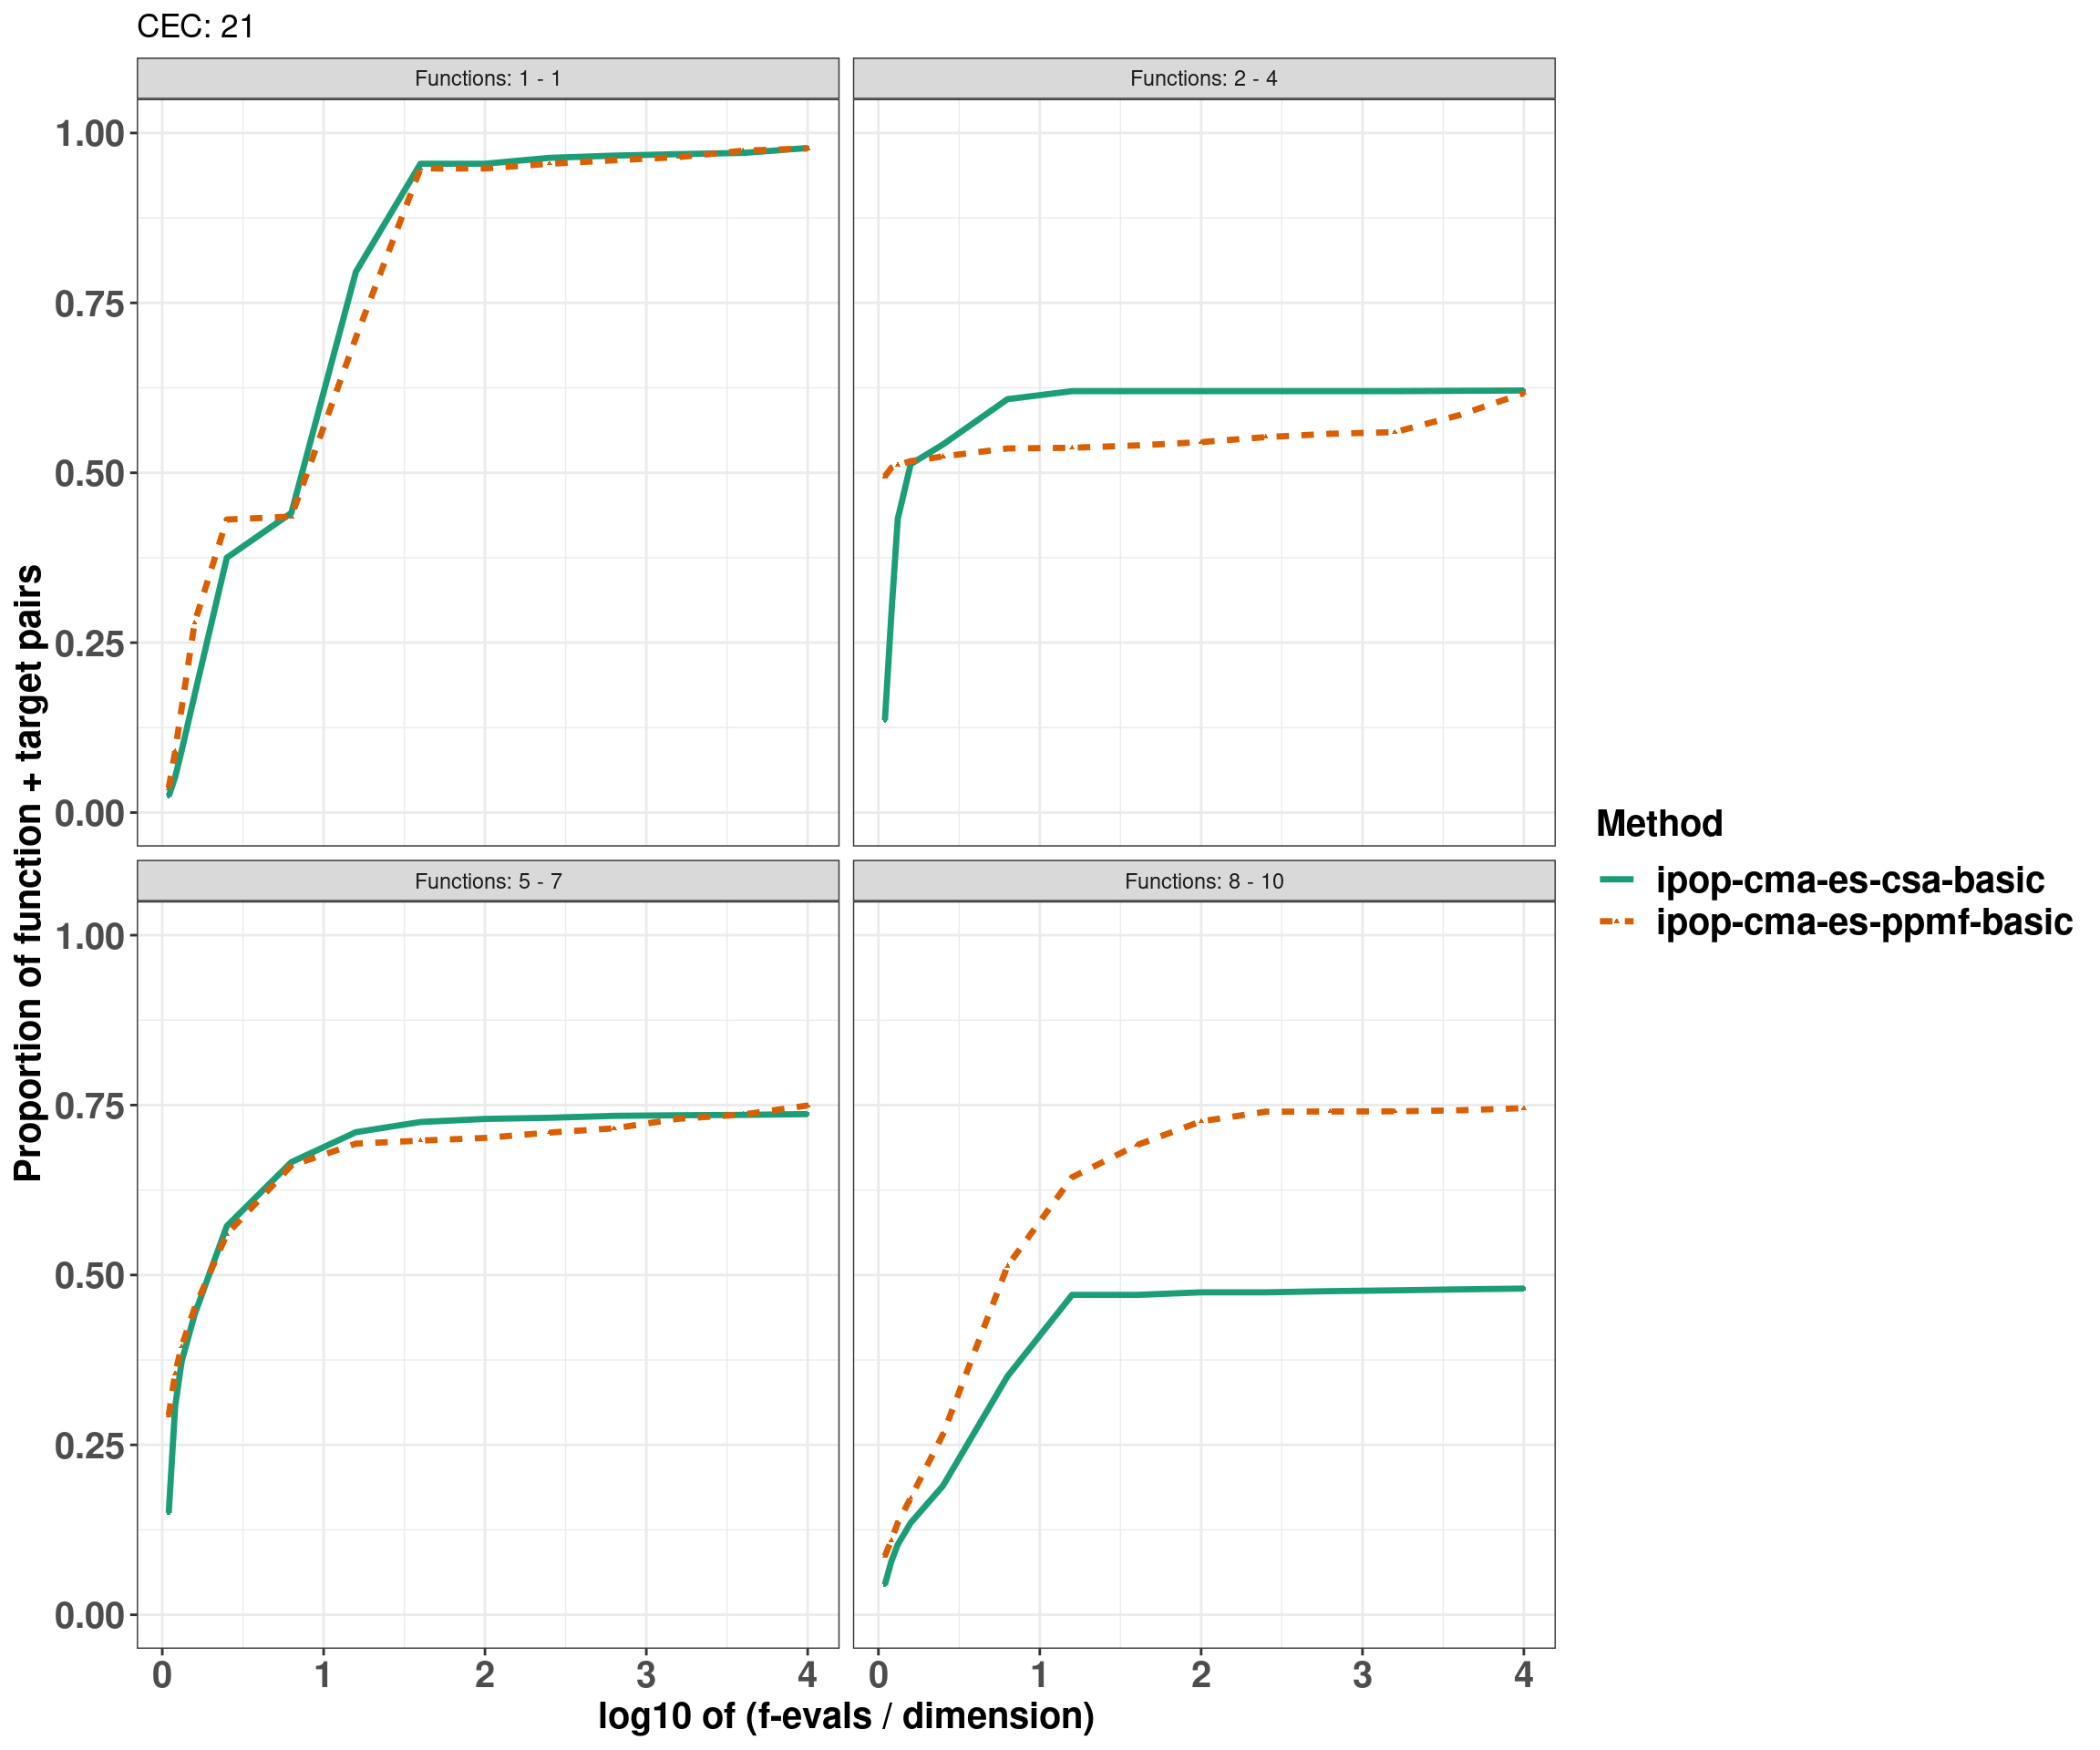 CEC: 21
Functions: 1 - 1
Functions: 2 - 4
1.00
0.75
0.50
0.25
0.00
Functions: 5 - 7
Functions: 8 - 10
1.00
0.75
0.50
0.25
0.00
0 1 2 3 4
0 1 2 3 4
log10 of (f-evals / dimension)
Proportion of function + target pairs
Method
ipop-cma-es-csa-basic
ipop-cma-es-ppmf-basic